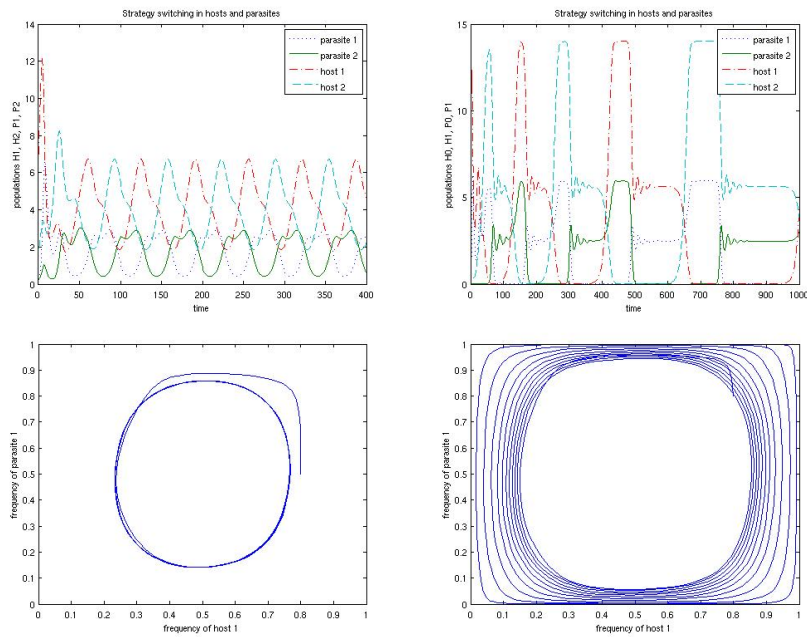 Strategy switching in hosts and parasites
populations H1, H2, P1, P2
14
12
10
8
6
4
2
0
parasite 1
parasite 2
host 1
host 2
0 50 100 150 200 250 300 350 400
time
Strategy switching in hosts and parasites
populations H0, H1, P0, P1
15
10
5
0
parasite 1
parasite 2
host 1
host 2
0 100 200 300 400 500 600 700 800 900 1000
time
frequency of parasite 1
1
0.9
0.8
0.7
0.6
0.5
0.4
0.3
0.2
0.1
0
0 0.1 0.2 0.3 0.4 0.5 0.6 0.7 0.8 0.9 1
frequency of host 1
frequency of parasite 1
1
0.9
0.8
0.7
0.6
0.5
0.4
0.3
0.2
0.1
0
0 0.1 0.2 0.3 0.4 0.5 0.6 0.7 0.8 0.9 1
frequency of host 1